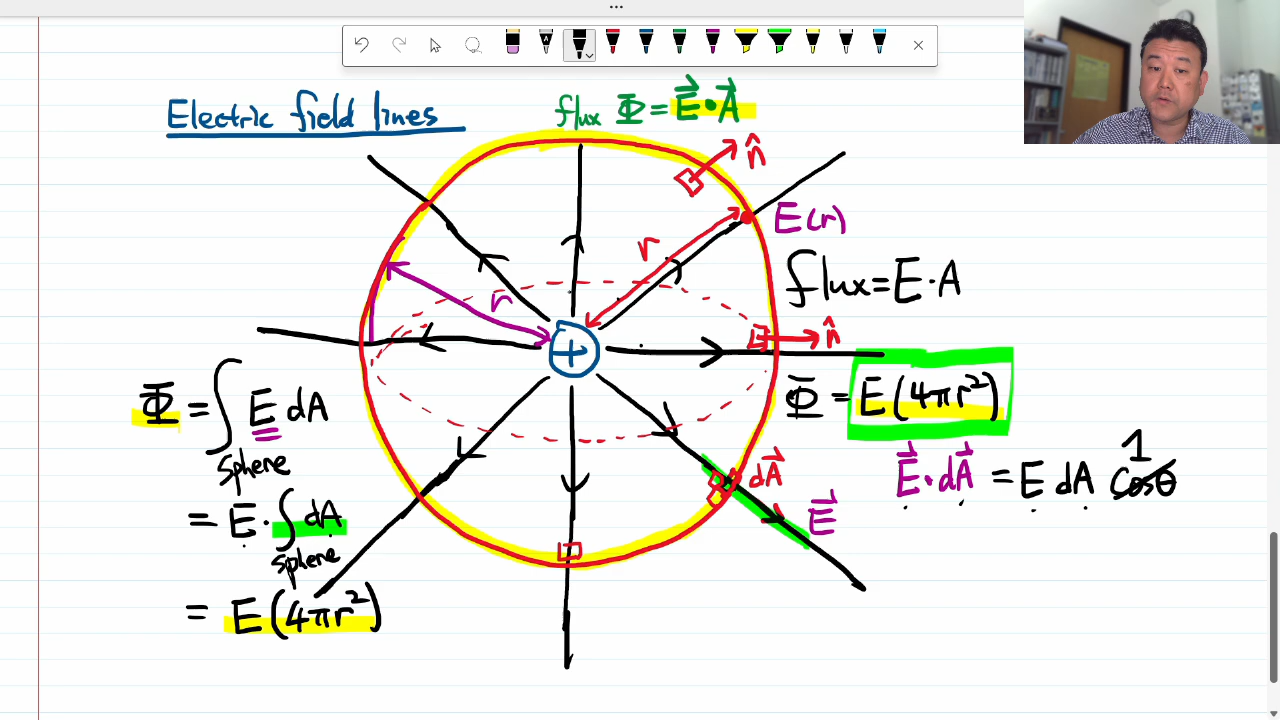 Electric field lines
flux Φ = E⃗ • A⃗
n̂
E(r)
r
r
flux = E · A
n̂
+
Φ = E(4πr²)
Φ = ∫ E dA
sphere
= E · ∫ dA
sphere
= E(4πr²)
dA⃗
E⃗
E⃗ · dA⃗ = E dA cosθ
1